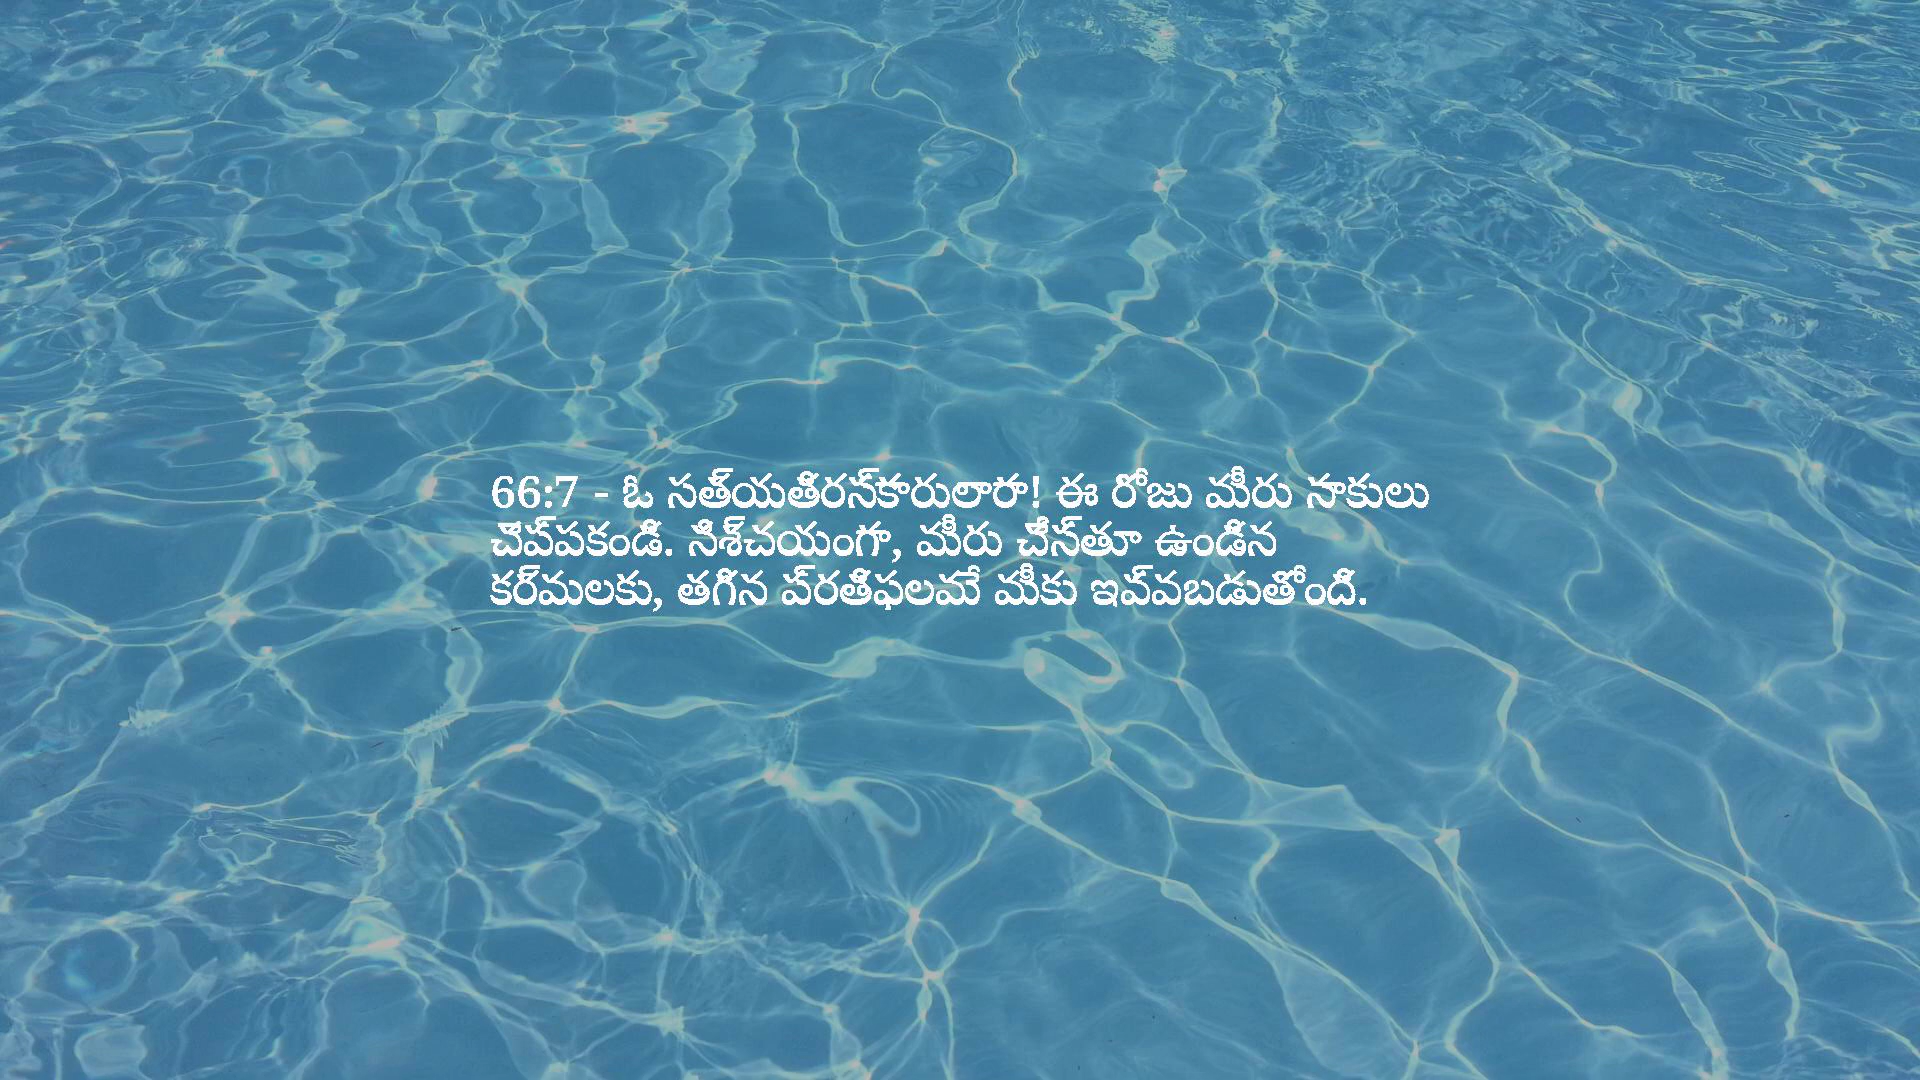 66:7 - ఓ సత్యతిరస్కారులారా! ఈ రోజు మీరు సాకులు
చెప్పకండి. నిశ్చయంగా, మీరు చేస్తూ ఉండిన
కర్మలకు, తగిన ప్రతిఫలమే మీకు ఇవ్వబడుతోంది.